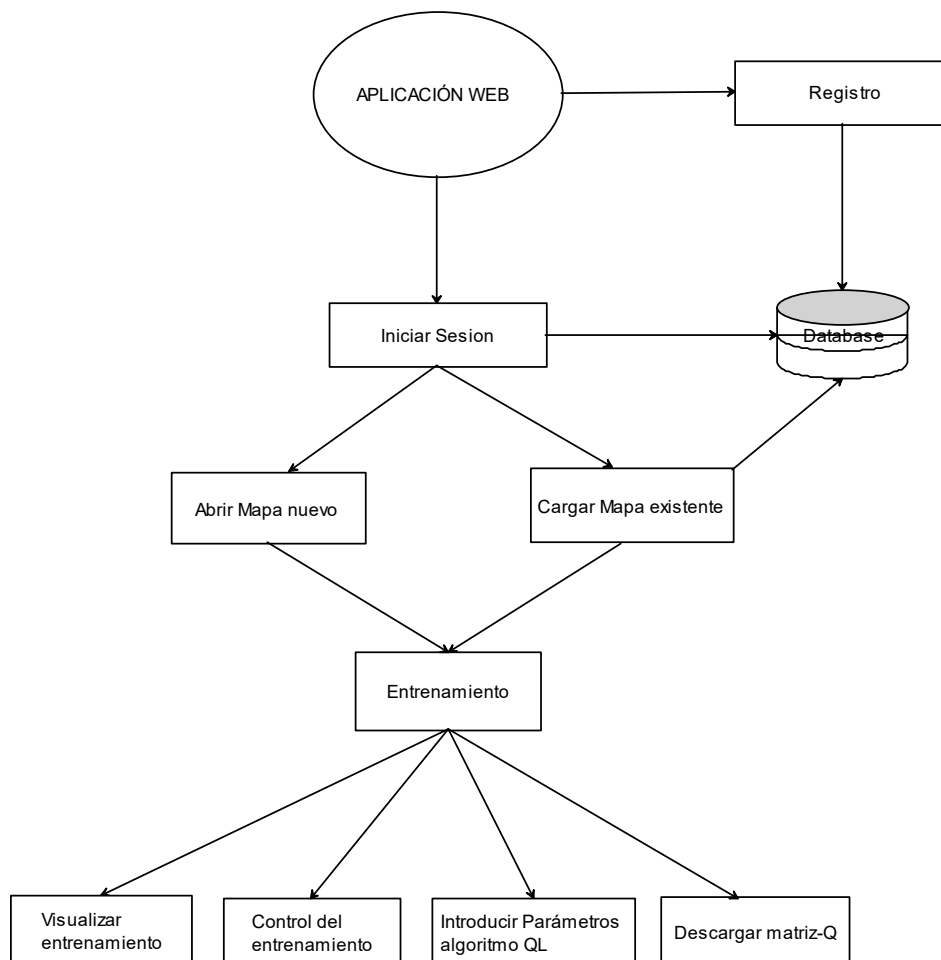 APLICACIÓN WEB
Registro
Iniciar Sesion
Database
Abrir Mapa nuevo
Cargar Mapa existente
Entrenamiento
Visualizar
entrenamiento
Control del
entrenamiento
Introducir Parámetros
algoritmo QL
Descargar matriz-Q